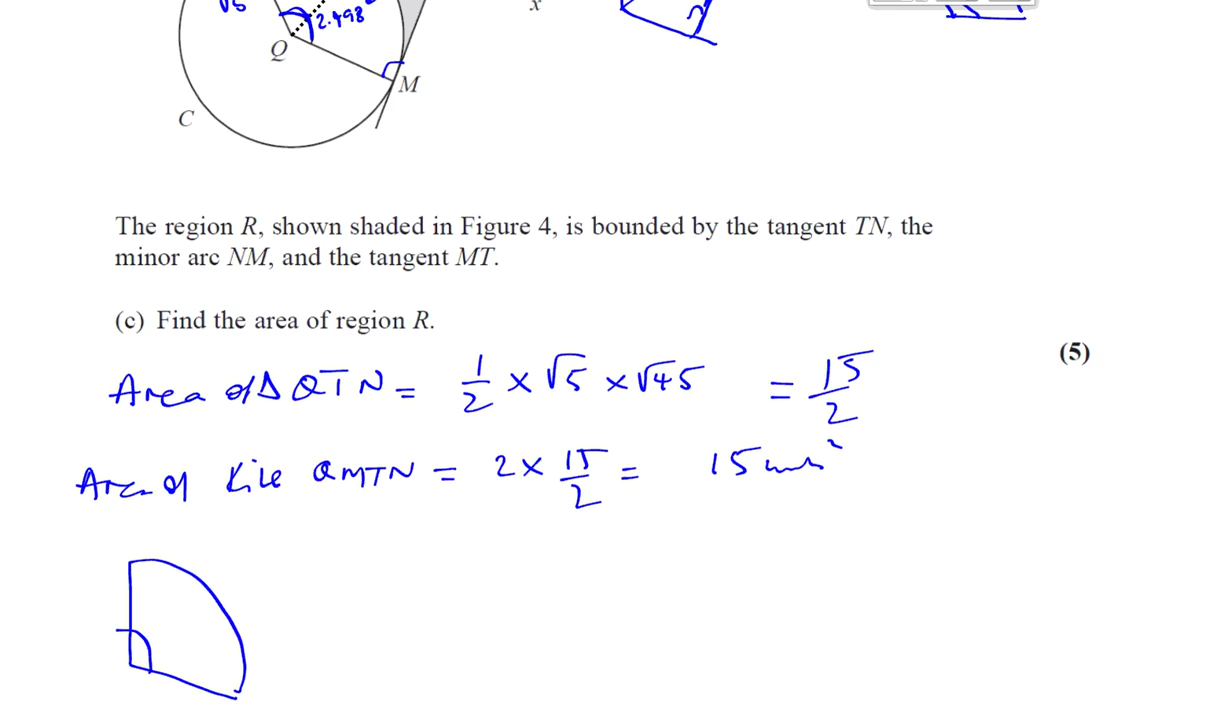 √5
2.498
x
Q
M
C
The region R, shown shaded in Figure 4, is bounded by the tangent TN, the
minor arc NM, and the tangent MT.
(c) Find the area of region R.
(5)
Area of Δ QTN = 1/2 × √5 × √45 = 15/2
Area of kite QMTN = 2 × 15/2 = 15 units²